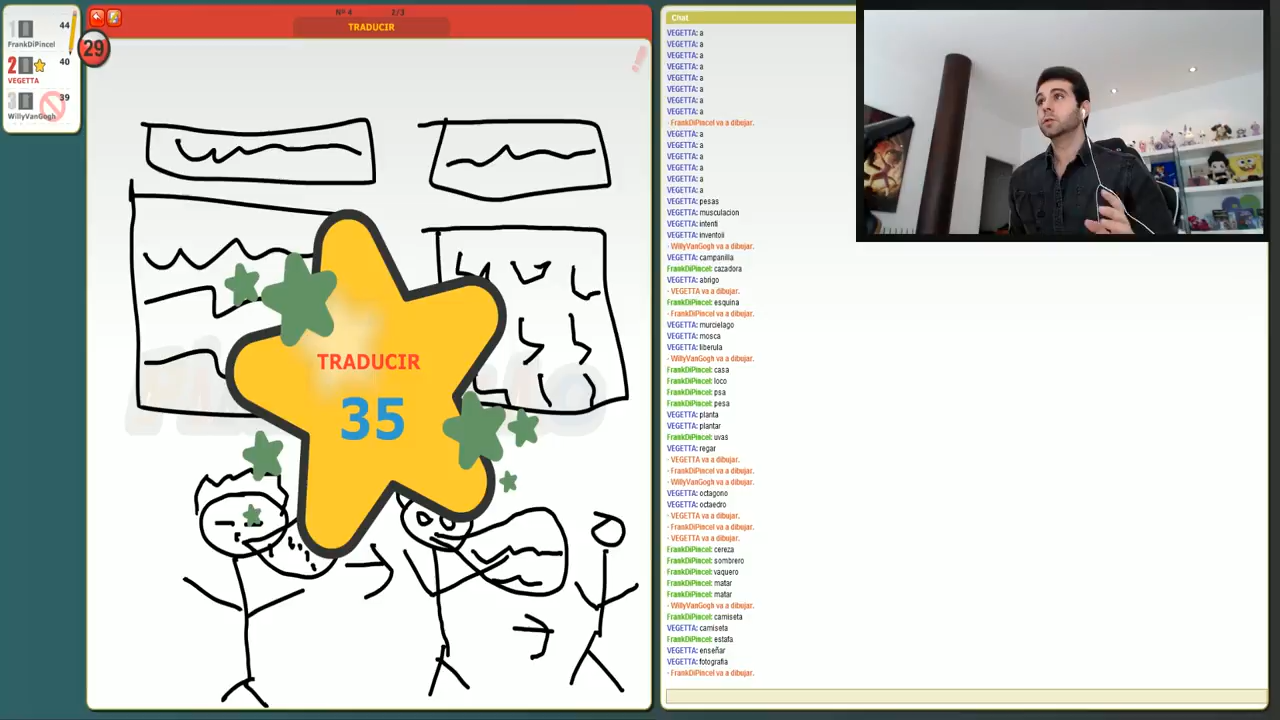 1
44
FrankDiPincel
2
40
VEGETTA
3
39
WillyVanGogh
29
Nº 4 2/3
TRADUCIR
TRADUCIR
35
Chat
VEGETTA: a
VEGETTA: a
VEGETTA: a
VEGETTA: a
VEGETTA: a
VEGETTA: a
VEGETTA: a
VEGETTA: a
· FrankDiPincel va a dibujar.
VEGETTA: a
VEGETTA: a
VEGETTA: a
VEGETTA: a
VEGETTA: a
VEGETTA: a
VEGETTA: pesas
VEGETTA: musculacion
VEGETTA: intenti
VEGETTA: inventoii
· WillyVanGogh va a dibujar.
VEGETTA: campanilla
FrankDiPincel: cazadora
VEGETTA: abrigo
· VEGETTA va a dibujar.
FrankDiPincel: esquina
· FrankDiPincel va a dibujar.
VEGETTA: murcielago
VEGETTA: mosca
VEGETTA: liberula
· WillyVanGogh va a dibujar.
FrankDiPincel: casa
FrankDiPincel: loco
FrankDiPincel: psa
FrankDiPincel: pesa
VEGETTA: planta
VEGETTA: plantar
FrankDiPincel: uvas
VEGETTA: regar
· VEGETTA va a dibujar.
· FrankDiPincel va a dibujar.
· WillyVanGogh va a dibujar.
VEGETTA: octagono
VEGETTA: octaedro
· VEGETTA va a dibujar.
· FrankDiPincel va a dibujar.
· VEGETTA va a dibujar.
FrankDiPincel: cereza
FrankDiPincel: sombrero
FrankDiPincel: vaquero
FrankDiPincel: matar
FrankDiPincel: matar
· WillyVanGogh va a dibujar.
FrankDiPincel: camiseta
VEGETTA: camiseta
FrankDiPincel: estafa
VEGETTA: enseñar
VEGETTA: fotografia
· FrankDiPincel va a dibujar.